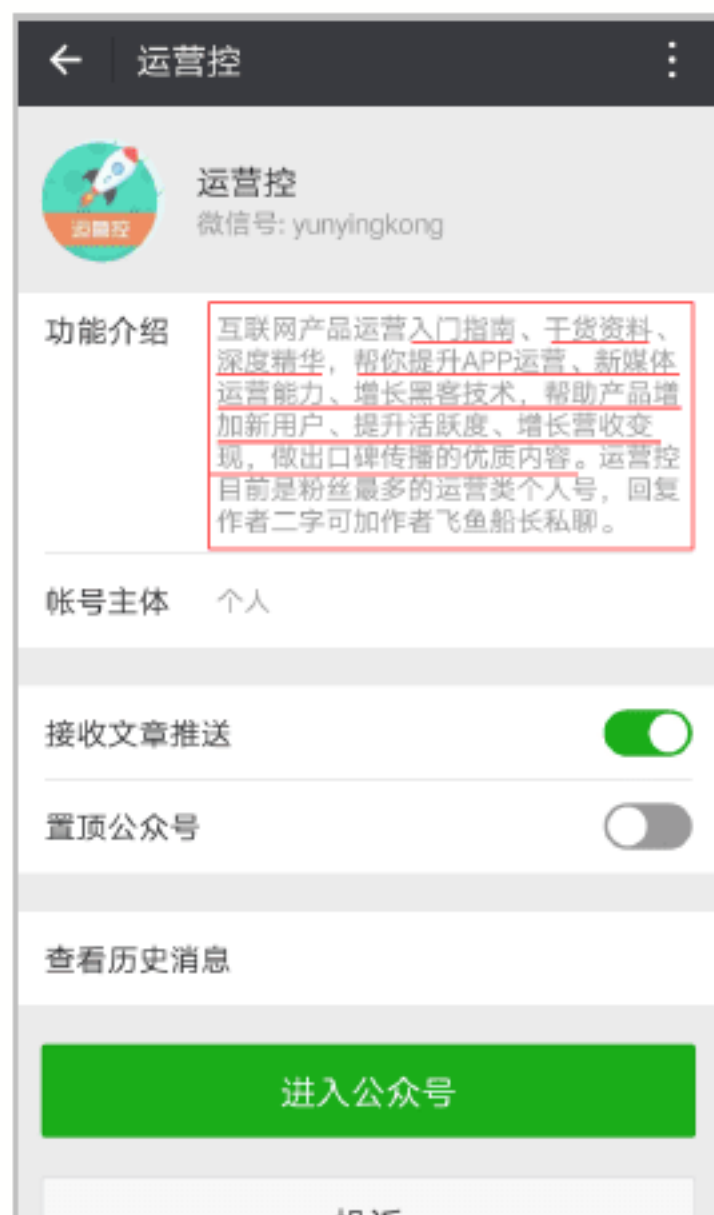 运营控
运营控
运营控
微信号: yunyingkong
功能介绍
互联网产品运营入门指南、干货资料、
深度精华，帮你提升APP运营、新媒体
运营能力、增长黑客技术，帮助产品增
加新用户、提升活跃度、增长营收变
现，做出口碑传播的优质内容。运营控
目前是粉丝最多的运营类个人号，回复
作者二字可加作者飞鱼船长私聊。
帐号主体 个人
接收文章推送
置顶公众号
查看历史消息
进入公众号